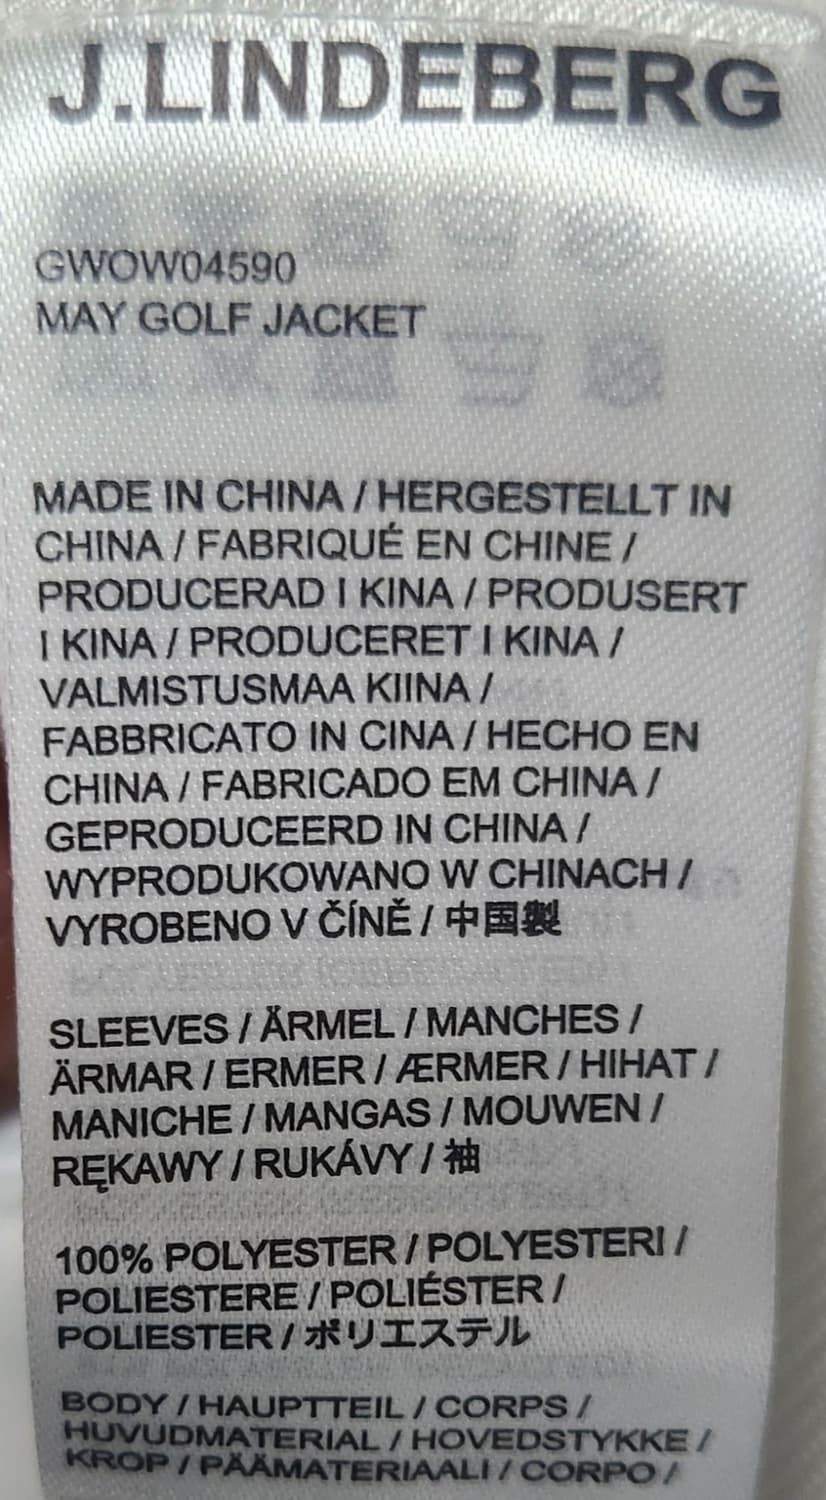 J.LINDEBERG
GWOW04590
MAY GOLF JACKET
MADE IN CHINA / HERGESTELLT IN
CHINA / FABRIQUÉ EN CHINE /
PRODUCERAD I KINA / PRODUSERT
I KINA / PRODUCERET I KINA /
VALMISTUSMAA KIINA /
FABBRICATO IN CINA / HECHO EN
CHINA / FABRICADO EM CHINA /
GEPRODUCEERD IN CHINA /
WYPRODUKOWANO W CHINACH /
VYROBENO V ČÍNĚ / 中国製
SLEEVES / ÄRMEL / MANCHES /
ÄRMAR / ERMER / ÆRMER / HIHAT /
MANICHE / MANGAS / MOUWEN /
RĘKAWY / RUKÁVY / 袖
100% POLYESTER / POLYESTERI /
POLIESTERE / POLIÉSTER /
POLIESTER / ポリエステル
BODY / HAUPTTEIL / CORPS /
HUVUDMATERIAL / HOVEDSTYKKE /
KROP / PÄÄMATERIAALI / CORPO /